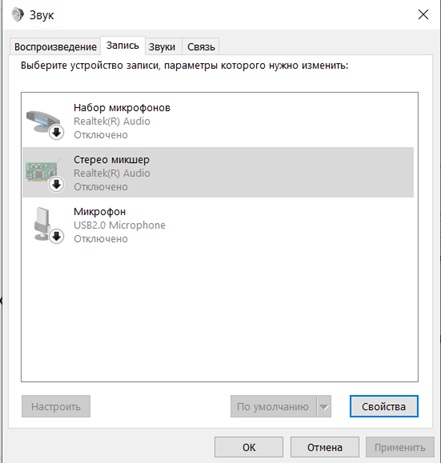 Звук
Воспроизведение Запись Звуки Связь
Выберите устройство записи, параметры которого нужно изменить:
Набор микрофонов
Realtek(R) Audio
Отключено
Стерео микшер
Realtek(R) Audio
Отключено
Микрофон
USB2.0 Microphone
Отключено
Настроить По умолчанию Свойства
OK Отмена Применить